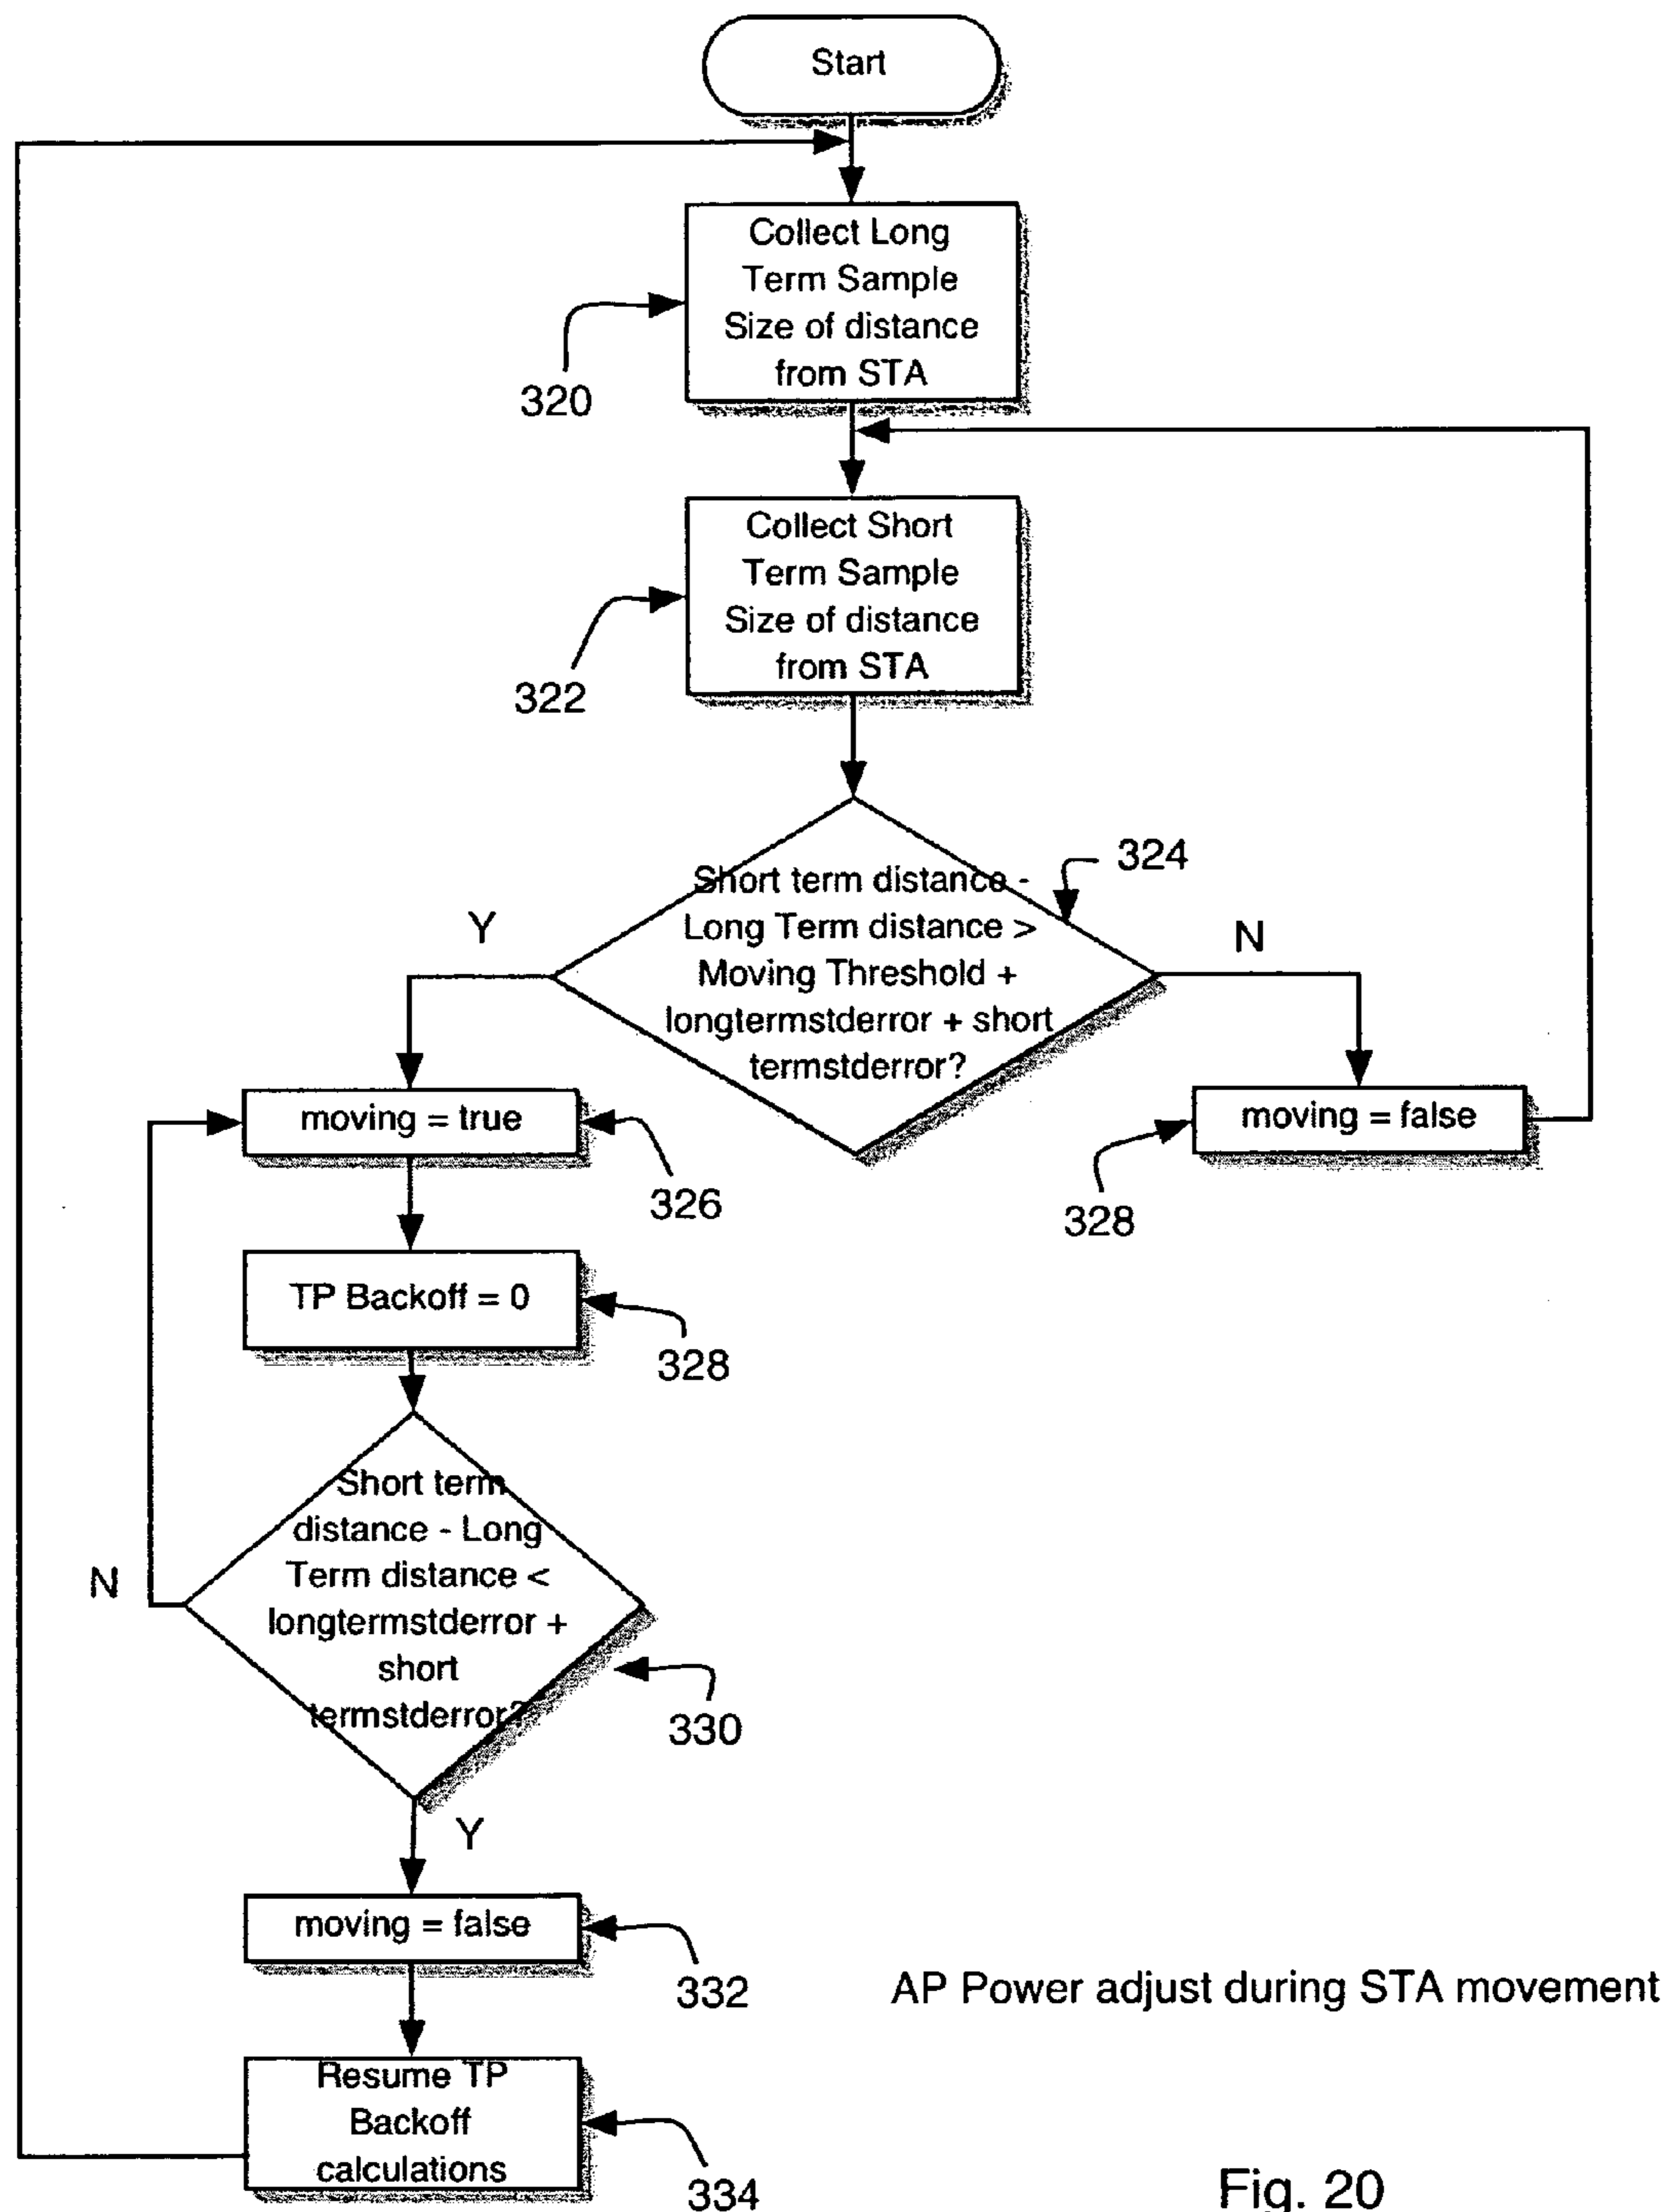 Start
Collect Long
Term Sample
Size of distance
from STA
320
Collect Short
Term Sample
Size of distance
from STA
322
Short term distance -
Long Term distance >
Moving Threshold +
longtermstderror + short
termstderror?
324
Y
N
moving = true
326
moving = false
328
TP Backoff = 0
328
Short term
distance - Long
Term distance <
longtermstderror +
short
termstderror?
N
330
Y
moving = false
332
AP Power adjust during STA movement
Resume TP
Backoff
calculations
334
Fig. 20